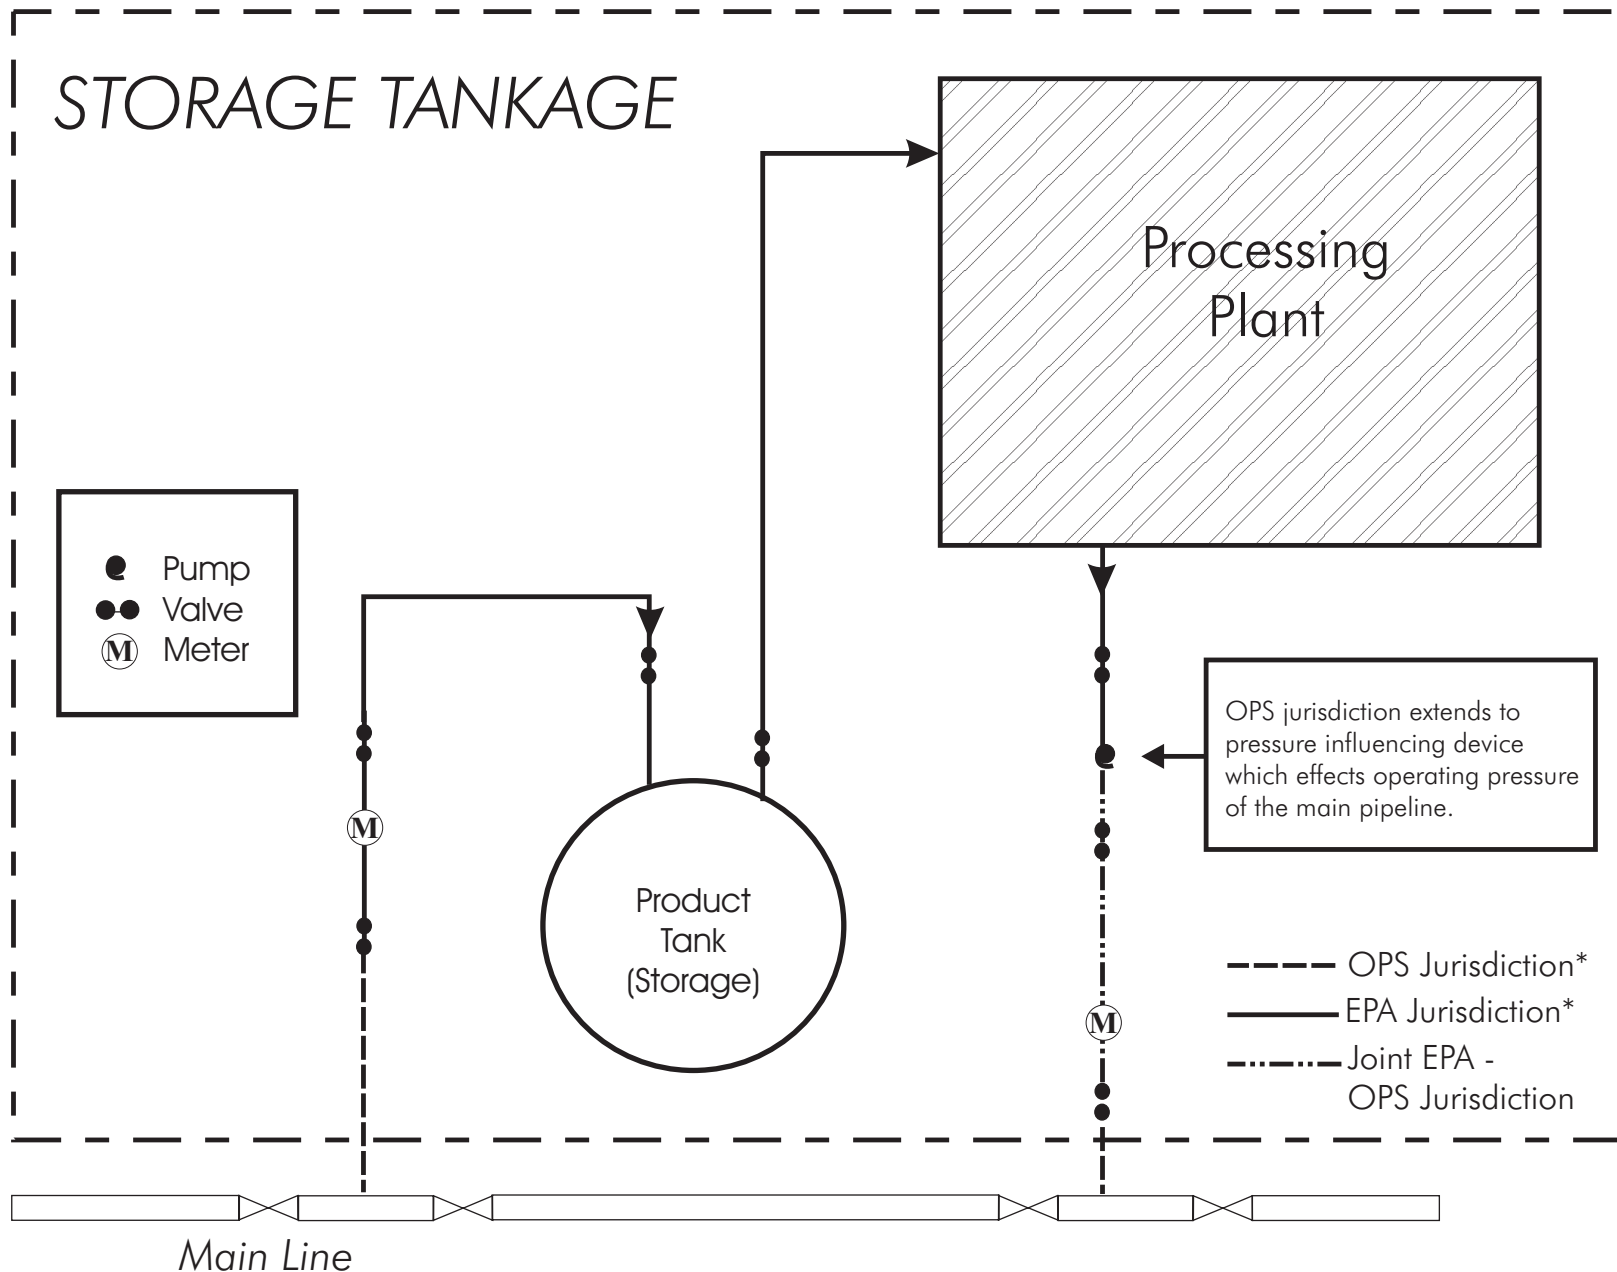 STORAGE TANKAGE
Processing
Plant
Pump
Valve
M Meter
OPS jurisdiction extends to
pressure influencing device
which effects operating pressure
of the main pipeline.
M
Product
Tank
(Storage)
OPS Jurisdiction*
EPA Jurisdiction*
M
Joint EPA -
OPS Jurisdiction
Main Line